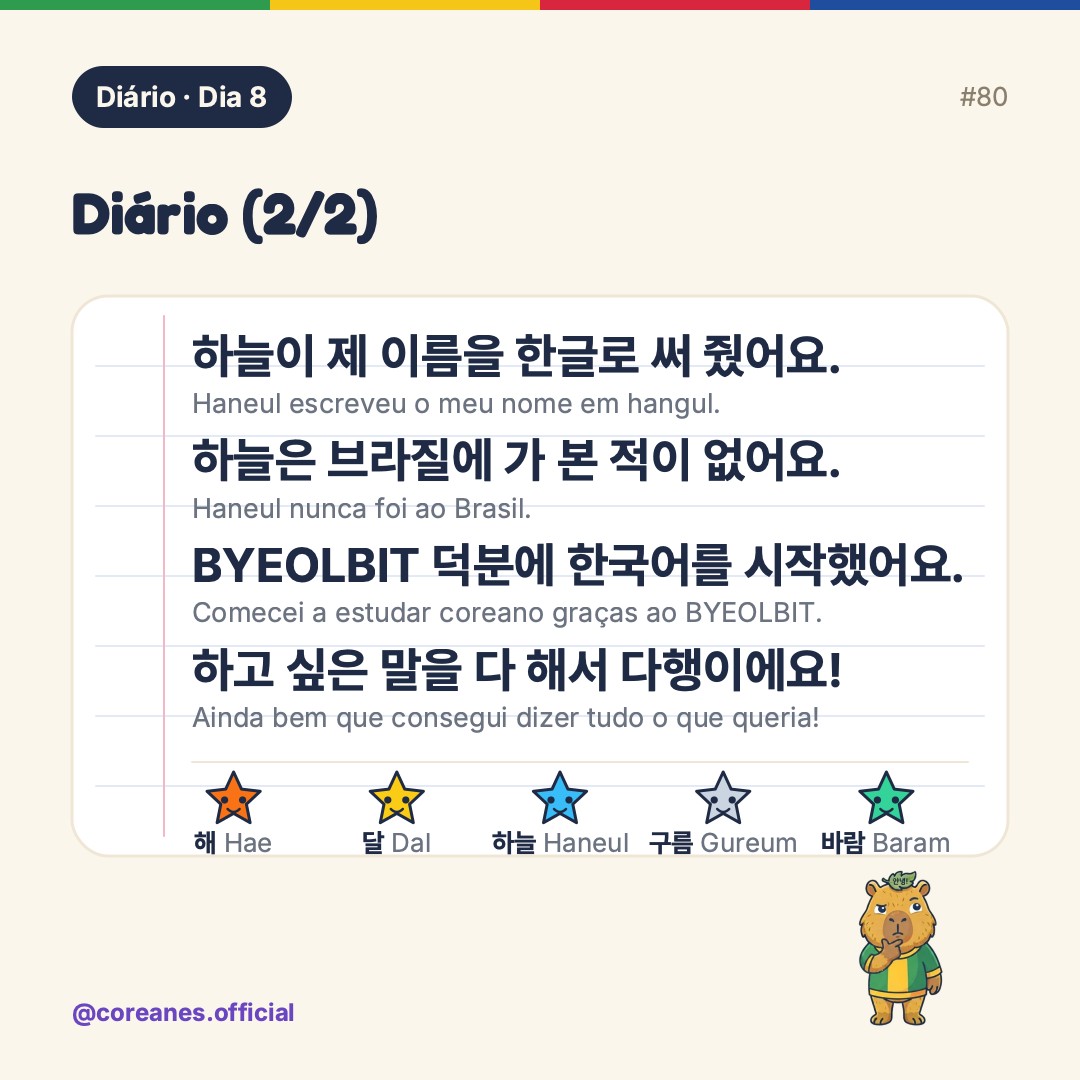 Diário · Dia 8
#80
Diário (2/2)
하늘이 제 이름을 한글로 써 줬어요.
Haneul escreveu o meu nome em hangul.
하늘은 브라질에 가 본 적이 없어요.
Haneul nunca foi ao Brasil.
BYEOLBIT 덕분에 한국어를 시작했어요.
Comecei a estudar coreano graças ao BYEOLBIT.
하고 싶은 말을 다 해서 다행이에요!
Ainda bem que consegui dizer tudo o que queria!
해 Hae 달 Dal 하늘 Haneul 구름 Gureum 바람 Baram
안녕!
@coreanes.official